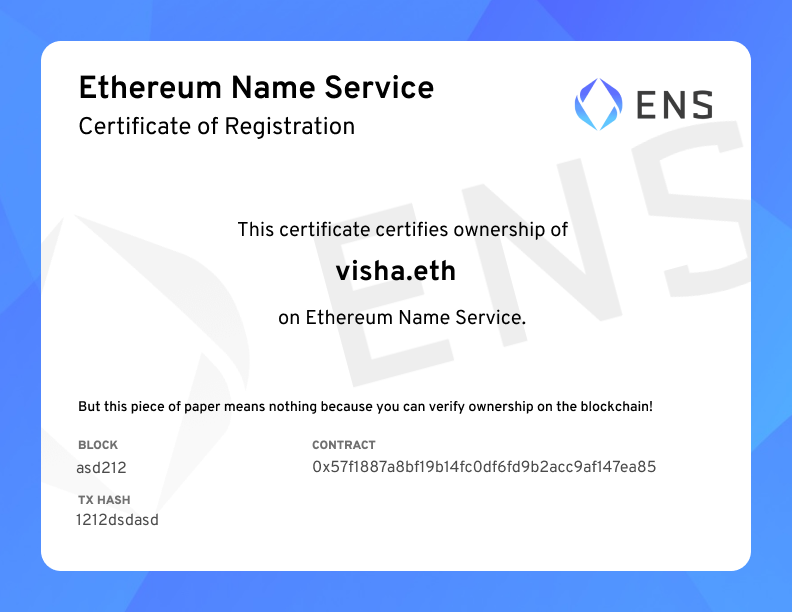 Ethereum Name Service
Certificate of Registration
ENS
ENS
This certificate certifies ownership of
visha.eth
on Ethereum Name Service.
But this piece of paper means nothing because you can verify ownership on the blockchain!
BLOCK
asd212
CONTRACT
0x57f1887a8bf19b14fc0df6fd9b2acc9af147ea85
TX HASH
1212dsdasd